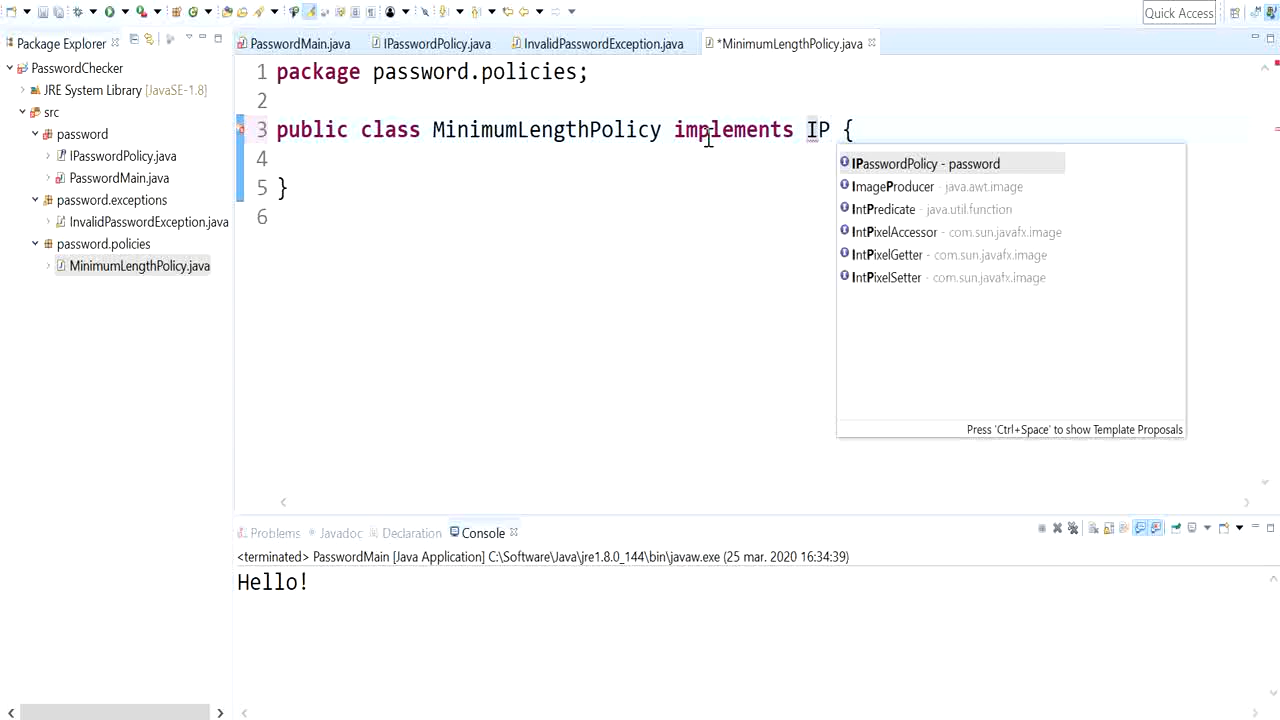 Quick Access
Package Explorer
PasswordChecker
JRE System Library [JavaSE-1.8]
src
password
IPasswordPolicy.java
PasswordMain.java
password.exceptions
InvalidPasswordException.java
password.policies
MinimumLengthPolicy.java
PasswordMain.java
IPasswordPolicy.java
InvalidPasswordException.java
*MinimumLengthPolicy.java
1 package password.policies;
2
3 public class MinimumLengthPolicy implements IP {
4
5 }
6
IPasswordPolicy - password
ImageProducer - java.awt.image
IntPredicate - java.util.function
IntPixelAccessor - com.sun.javafx.image
IntPixelGetter - com.sun.javafx.image
IntPixelSetter - com.sun.javafx.image
Press 'Ctrl+Space' to show Template Proposals
Problems
Javadoc
Declaration
Console
<terminated> PasswordMain [Java Application] C:\Software\Java\jre1.8.0_144\bin\javaw.exe (25 mar. 2020 16:34:39)
Hello!